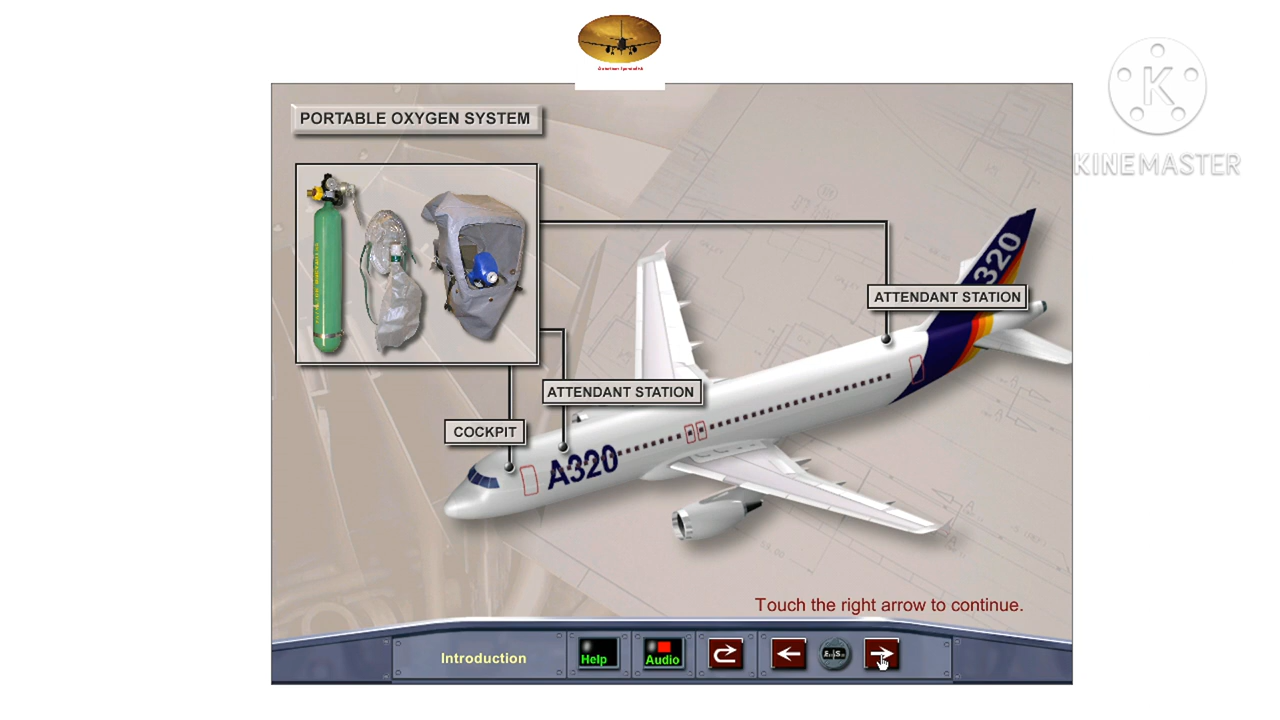 KINEMASTER
PORTABLE OXYGEN SYSTEM
320
ATTENDANT STATION
ATTENDANT STATION
COCKPIT
A320
Touch the right arrow to continue.
Introduction
Help
Audio